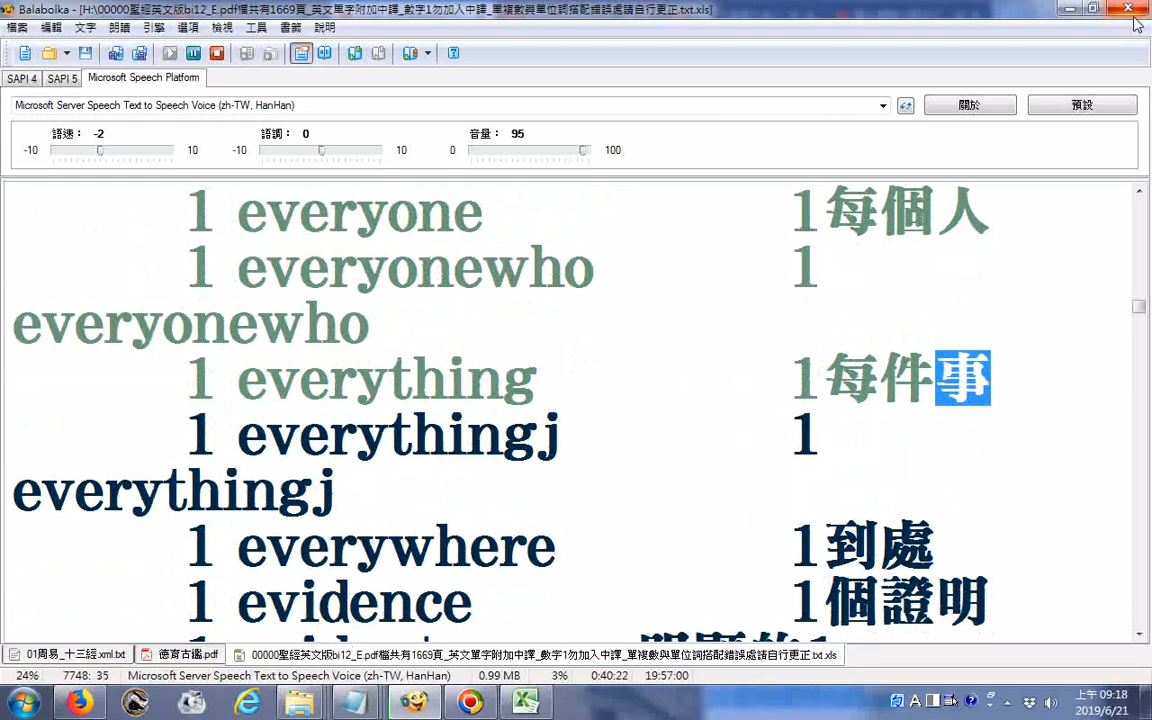 Balabolka - [H:\00000聖經英文版bi12_E.pdf檔共有1669頁_英文單字附加中譯_數字1勿加入中譯_單複數與單位詞搭配錯誤處請自行更正.txt.xls]
檔案 編輯 文字 朗讀 引擎 選項 檢視 工具 書籤 說明
SAPI 4 SAPI 5 Microsoft Speech Platform
Microsoft Server Speech Text to Speech Voice (zh-TW, HanHan) 關於 預設
語速： -2 語調： 0 音量： 95
-10 10 -10 10 0 100
1 everyone 1每個人
1 everyonewho 1
everyonewho
1 everything 1每件事
1 everythingj 1
everythingj
1 everywhere 1到處
1 evidence 1個證明
01周易_十三經.xml.txt 德育古鑑.pdf 00000聖經英文版bi12_E.pdf檔共有1669頁_英文單字附加中譯_數字1勿加入中譯_單複數與單位詞搭配錯誤處請自行更正.txt.xls
24% 7748: 35 Microsoft Server Speech Text to Speech Voice (zh-TW, HanHan) 0.99 MB 3% 0:40:22 19:57:00
上午 09:18
2019/6/21